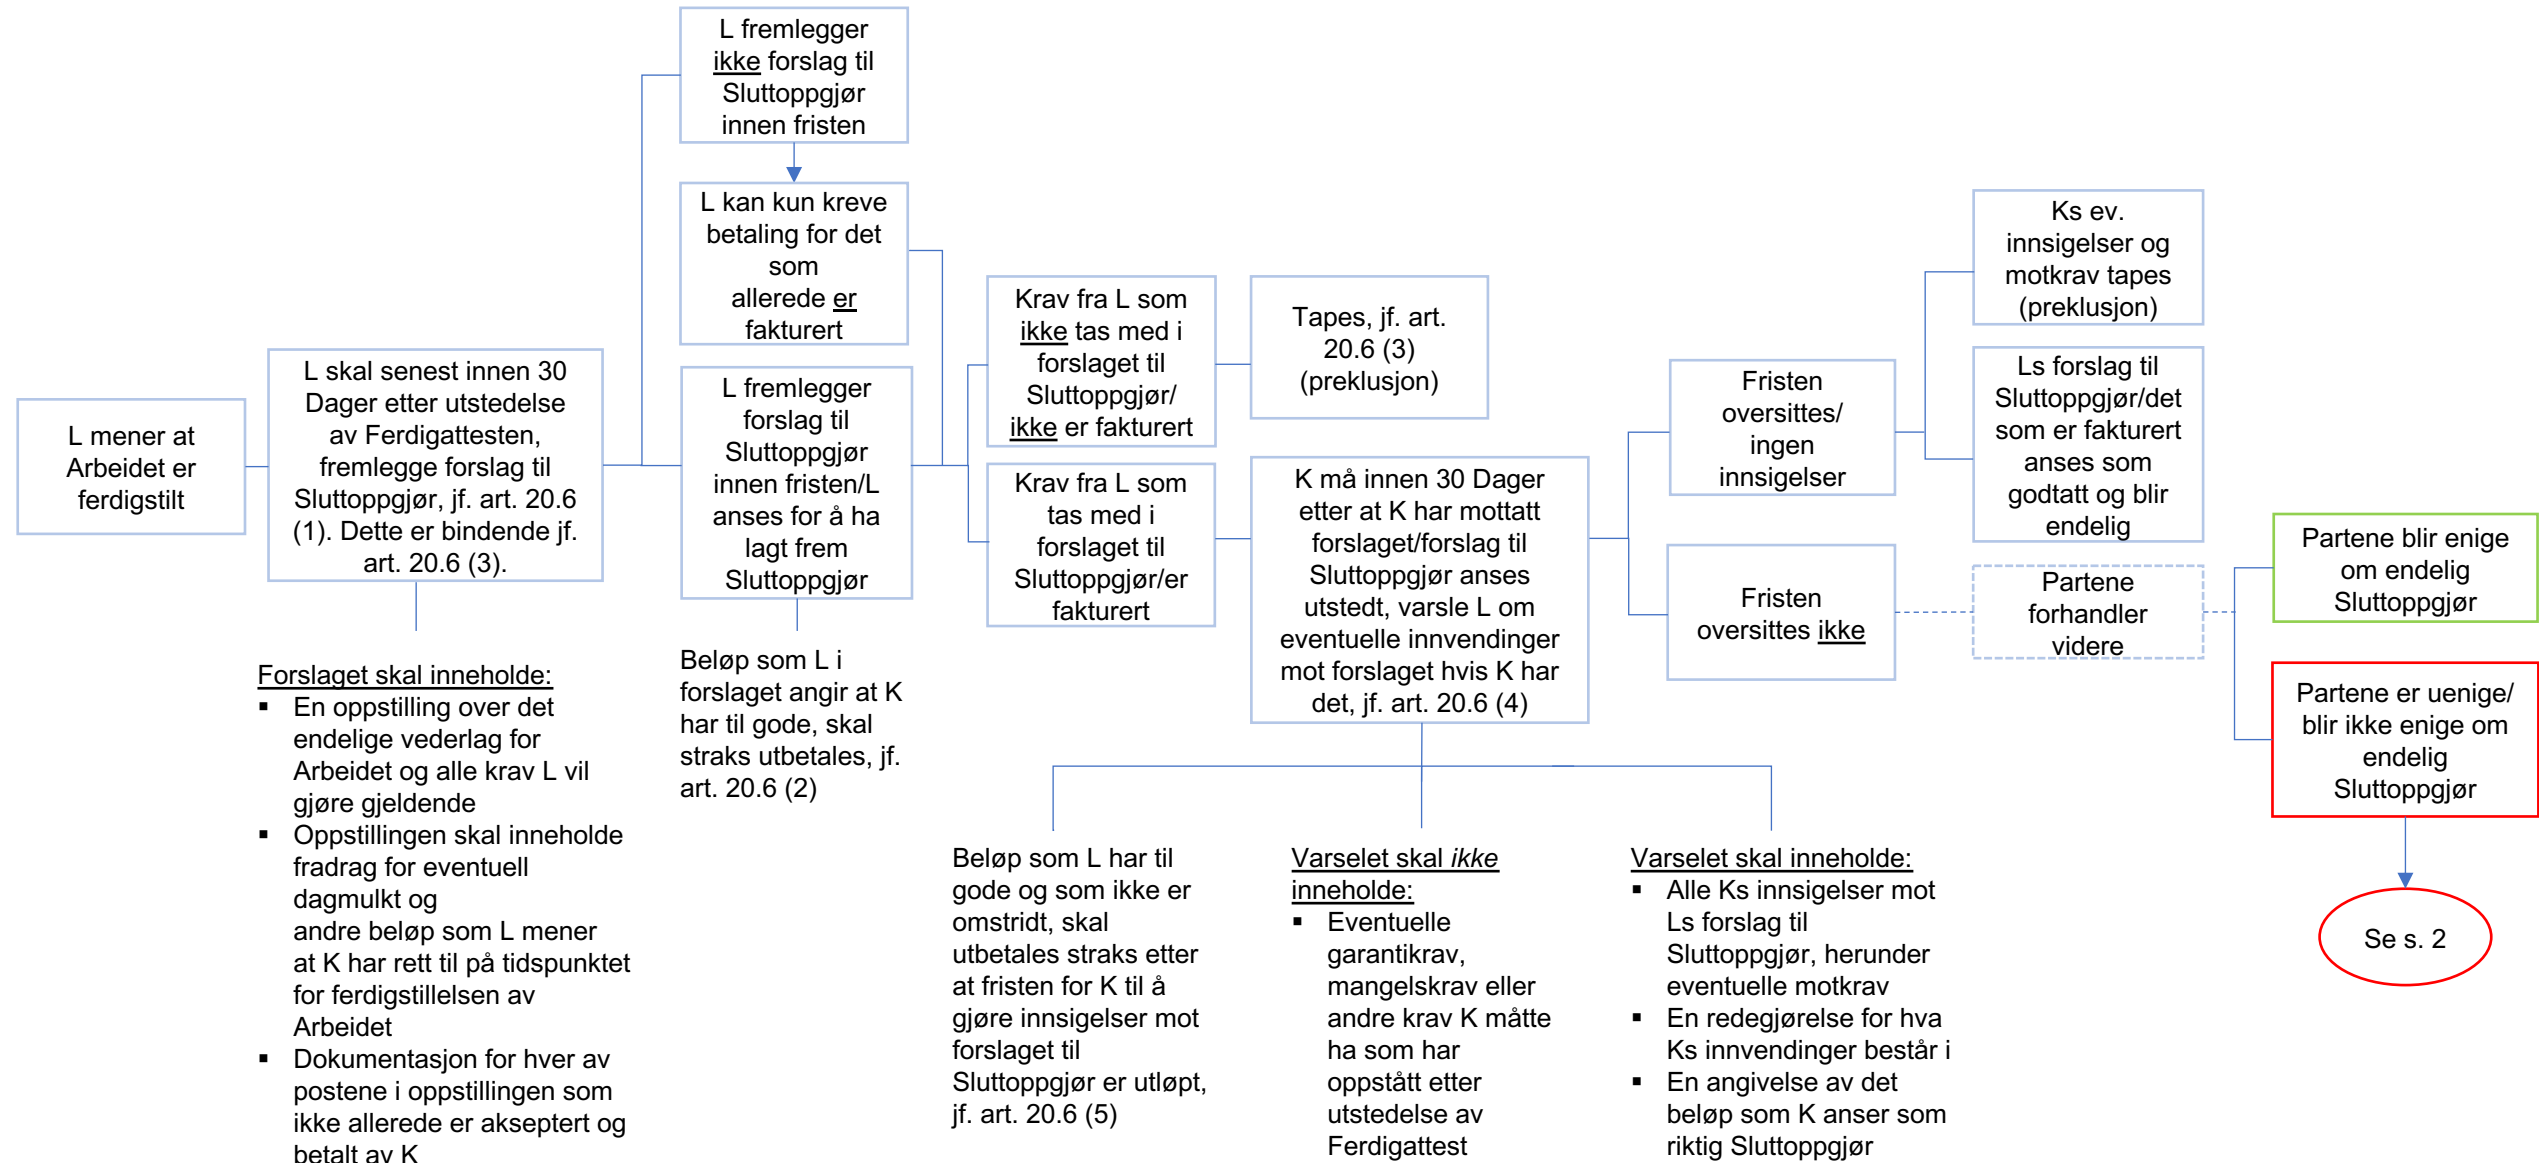 L fremlegger
ikke forslag til
Sluttoppgjør
innen fristen
L kan kun kreve
betaling for det
som
allerede er
fakturert
L mener at
Arbeidet er
ferdigstilt
L skal senest innen 30
Dager etter utstedelse
av Ferdigattesten,
fremlegge forslag til
Sluttoppgjør, jf. art. 20.6
(1). Dette er bindende jf.
art. 20.6 (3).
L fremlegger
forslag til
Sluttoppgjør
innen fristen/L
anses for å ha
lagt frem
Sluttoppgjør
Krav fra L som
ikke tas med i
forslaget til
Sluttoppgjør/
ikke er fakturert
Tapes, jf. art.
20.6 (3)
(preklusjon)
Krav fra L som
tas med i
forslaget til
Sluttoppgjør/er
fakturert
K må innen 30 Dager
etter at K har mottatt
forslaget/forslag til
Sluttoppgjør anses
utstedt, varsle L om
eventuelle innvendinger
mot forslaget hvis K har
det, jf. art. 20.6 (4)
Fristen
oversittes/
ingen
innsigelser
Ks ev.
innsigelser og
motkrav tapes
(preklusjon)
Ls forslag til
Sluttoppgjør/det
som er fakturert
anses som
godtatt og blir
endelig
Fristen
oversittes ikke
Partene
forhandler
videre
Partene blir enige
om endelig
Sluttoppgjør
Partene er uenige/
blir ikke enige om
endelig
Sluttoppgjør
Se s. 2
Forslaget skal inneholde:
▪ En oppstilling over det
endelige vederlag for
Arbeidet og alle krav L vil
gjøre gjeldende
▪ Oppstillingen skal inneholde
fradrag for eventuell
dagmulkt og
andre beløp som L mener
at K har rett til på tidspunktet
for ferdigstillelsen av
Arbeidet
▪ Dokumentasjon for hver av
postene i oppstillingen som
ikke allerede er akseptert og
betalt av K
Beløp som L i
forslaget angir at K
har til gode, skal
straks utbetales, jf.
art. 20.6 (2)
Beløp som L har til
gode og som ikke er
omstridt, skal
utbetales straks etter
at fristen for K til å
gjøre innsigelser mot
forslaget til
Sluttoppgjør er utløpt,
jf. art. 20.6 (5)
Varselet skal ikke
inneholde:
▪ Eventuelle
garantikrav,
mangelskrav eller
andre krav K måtte
ha som har
oppstått etter
utstedelse av
Ferdigattest
Varselet skal inneholde:
▪ Alle Ks innsigelser mot
Ls forslag til
Sluttoppgjør, herunder
eventuelle motkrav
▪ En redegjørelse for hva
Ks innvendinger består i
▪ En angivelse av det
beløp som K anser som
riktig Sluttoppgjør